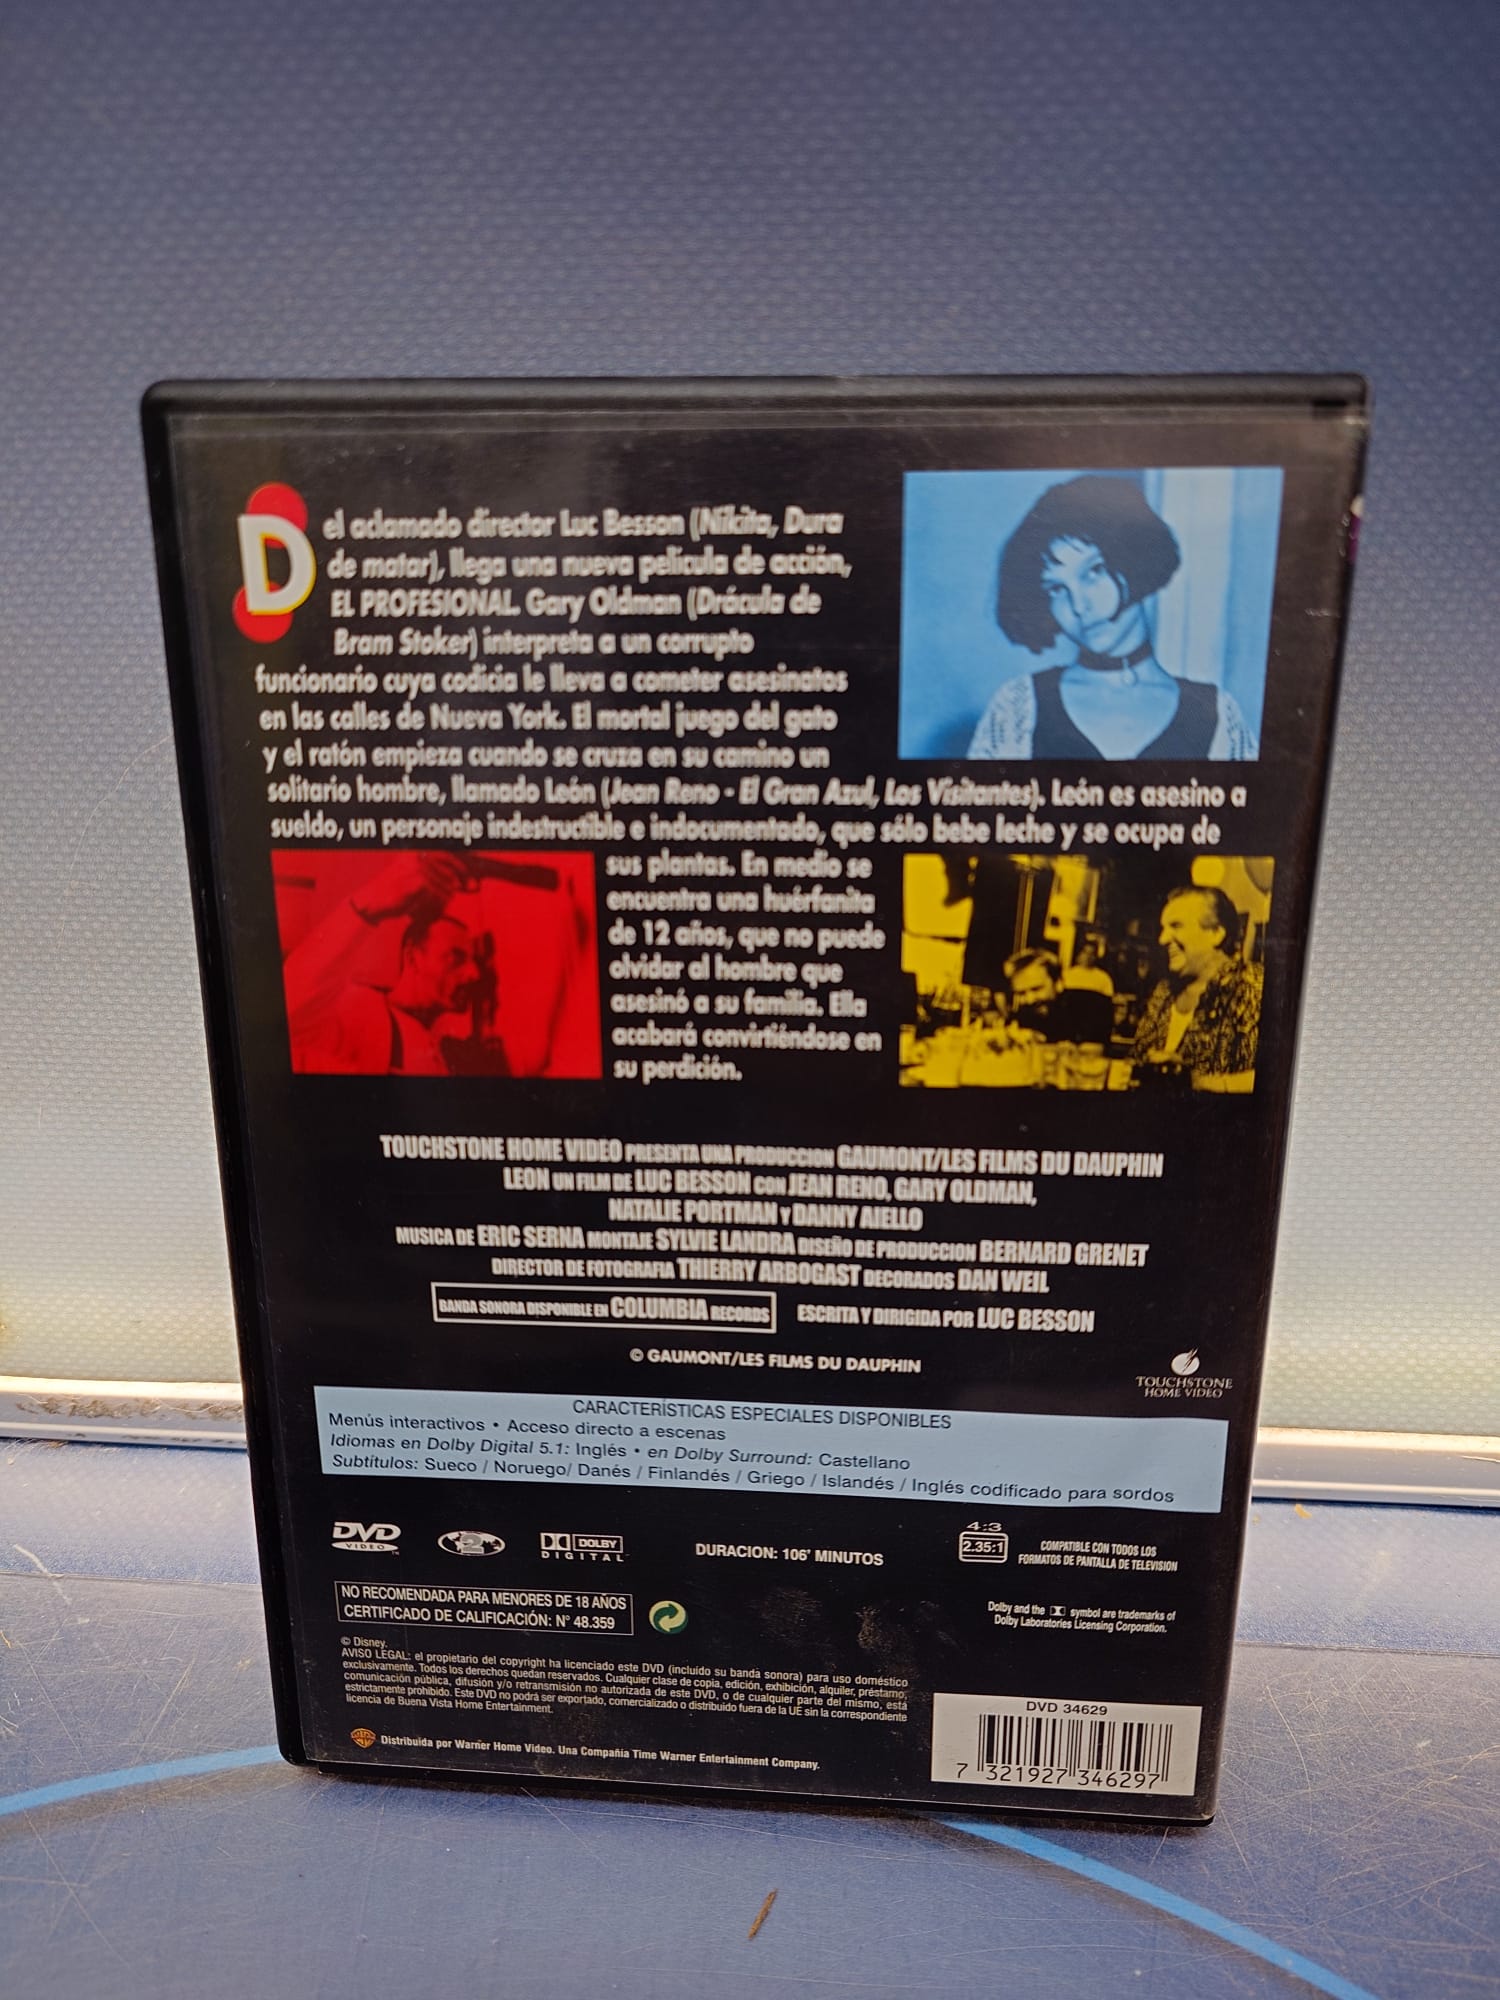 Del aclamado director Luc Besson (Nikita, Dura
de matar), llega una nueva película de acción,
EL PROFESIONAL. Gary Oldman (Drácula de
Bram Stoker) interpreta a un corrupto
funcionario cuya codicia le lleva a cometer asesinatos
en las calles de Nueva York. El mortal juego del gato
y el ratón empieza cuando se cruza en su camino un
solitario hombre, llamado León (Jean Reno - El Gran Azul, Los Visitantes). León es asesino a
sueldo, un personaje indestructible e indocumentado, que sólo bebe leche y se ocupa de
sus plantas. En medio se
encuentra una huérfanita
de 12 años, que no puede
olvidar al hombre que
asesinó a su familia. Ella
acabará convirtiéndose en
su perdición.
TOUCHSTONE HOME VIDEO PRESENTA UNA PRODUCCION GAUMONT/LES FILMS DU DAUPHIN
LEON UN FILM DE LUC BESSON CON JEAN RENO, GARY OLDMAN,
NATALIE PORTMAN Y DANNY AIELLO
MUSICA DE ERIC SERNA MONTAJE SYLVIE LANDRA DISEÑO DE PRODUCCION BERNARD GRENET
DIRECTOR DE FOTOGRAFIA THIERRY ARBOGAST DECORADOS DAN WEIL
BANDA SONORA DISPONIBLE EN COLUMBIA RECORDS ESCRITA Y DIRIGIDA POR LUC BESSON
© GAUMONT/LES FILMS DU DAUPHIN
TOUCHSTONE
HOME VIDEO
CARACTERÍSTICAS ESPECIALES DISPONIBLES
Menús interactivos • Acceso directo a escenas
Idiomas en Dolby Digital 5.1: Inglés • en Dolby Surround: Castellano
Subtítulos: Sueco / Noruego/ Danés / Finlandés / Griego / Islandés / Inglés codificado para sordos
DVD
VIDEO
2
DOLBY
DIGITAL
DURACION: 106' MINUTOS
4:3
2.35:1
COMPATIBLE CON TODOS LOS
FORMATOS DE PANTALLA DE TELEVISION
NO RECOMENDADA PARA MENORES DE 18 AÑOS
CERTIFICADO DE CALIFICACIÓN: N° 48.359
Dolby and the symbol are trademarks of
Dolby Laboratories Licensing Corporation.
© Disney.
AVISO LEGAL: el propietario del copyright ha licenciado este DVD (incluido su banda sonora) para uso doméstico
exclusivamente. Todos los derechos quedan reservados. Cualquier clase de copia, edición, exhibición, alquiler, préstamo,
comunicación pública, difusión y/o retransmisión no autorizada de este DVD, o de cualquier parte del mismo, está
estrictamente prohibido. Este DVD no podrá ser exportado, comercializado o distribuido fuera de la UE sin la correspondiente
licencia de Buena Vista Home Entertainment.
Distribuida por Warner Home Video. Una Compañia Time Warner Entertainment Company.
DVD 34629
7 321927 346297